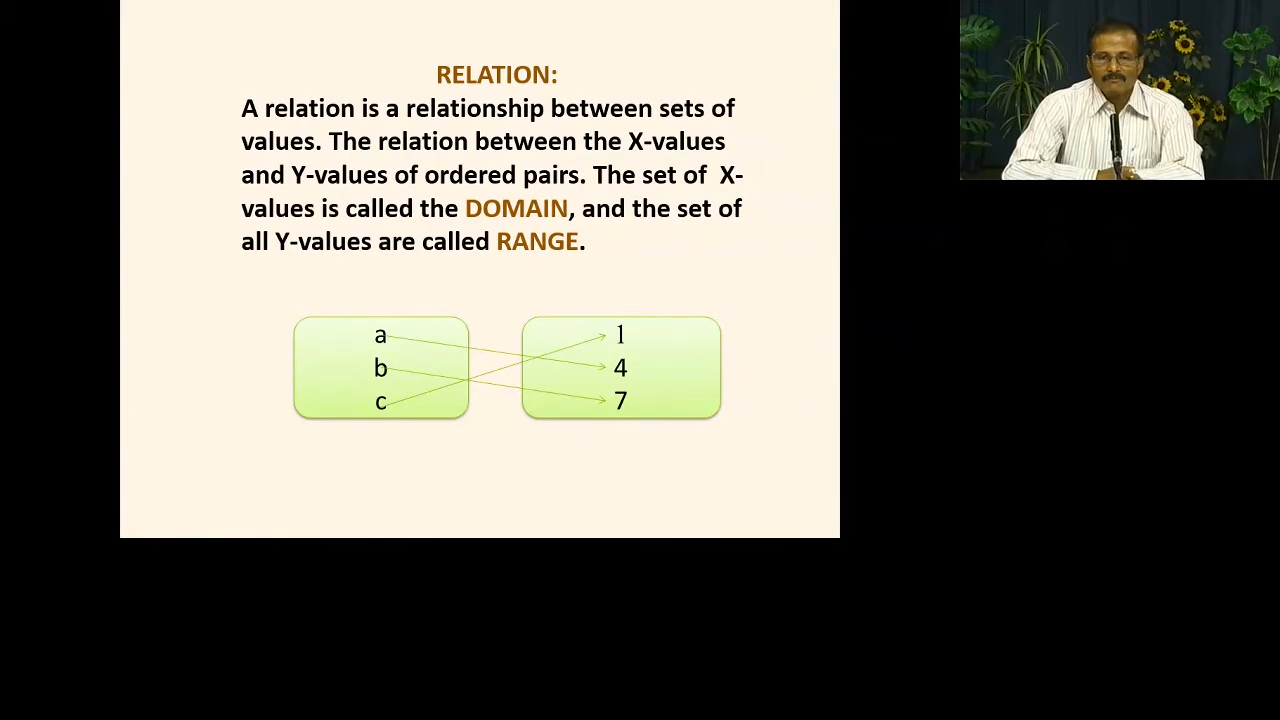 RELATION:
A relation is a relationship between sets of
values. The relation between the X-values
and Y-values of ordered pairs. The set of X-
values is called the DOMAIN, and the set of
all Y-values are called RANGE.
a 1
b 4
c 7